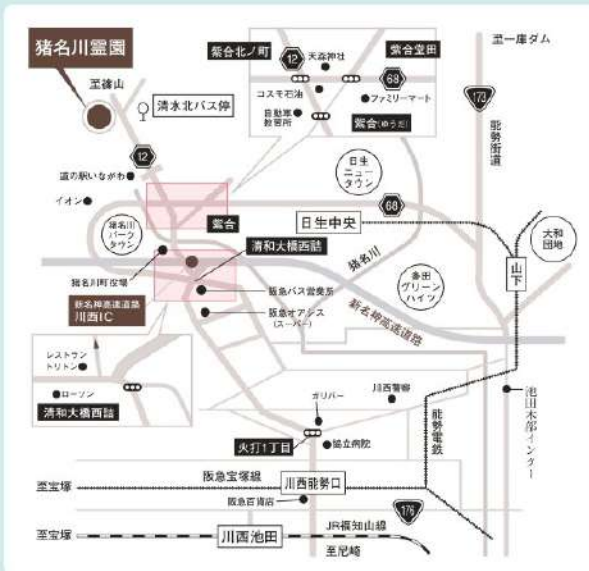 猪名川霊園
至篠山
清水北バス停
12
道の駅いながわ
イオン
紫合北ノ町
12
天森神社
紫合堂田
68
コスモ石油
ファミリーマート
自動車
教習所
紫合(ゆうだ)
至一庫ダム
173
能勢街道
日生
ニュー
タウン
68
日生中央
大和
団地
山下
猪名川
パーク
タウン
紫合
清和大橋西詰
猪名川
猪名川町役場
多田
グリーン
ハイツ
新名神高速道路
川西IC
阪急バス営業所
新名神高速道路
阪急オアシス
(スーパー)
レストラン
トリトン
ローソン
清和大橋西詰
ガリバー
川西警察
能勢電鉄
池田木部インター
火打1丁目
協立病院
阪急宝塚線
至宝塚
川西能勢口
阪急百貨店
176
JR福知山線
至宝塚
川西池田
至尼崎